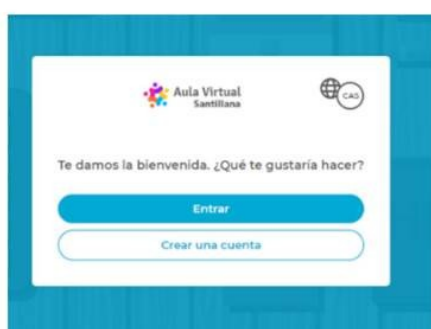 Aula Virtual
Santillana
CAS
Te damos la bienvenida. ¿Qué te gustaría hacer?
Entrar
Crear una cuenta